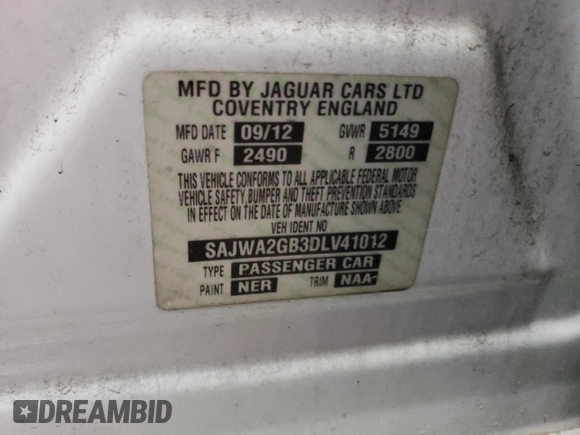 MFD BY JAGUAR CARS LTD
COVENTRY ENGLAND
MFD DATE 09/12 GVWR 5149
GAWR F 2490 R 2800
THIS VEHICLE CONFORMS TO ALL APPLICABLE FEDERAL MOTOR
VEHICLE SAFETY, BUMPER AND THEFT PREVENTION STANDARDS
IN EFFECT ON THE DATE OF MANUFACTURE SHOWN ABOVE
VEH IDENT NO
SAJWA2GB3DLV41012
TYPE PASSENGER CAR
PAINT NER TRIM NAA
DREAMBID